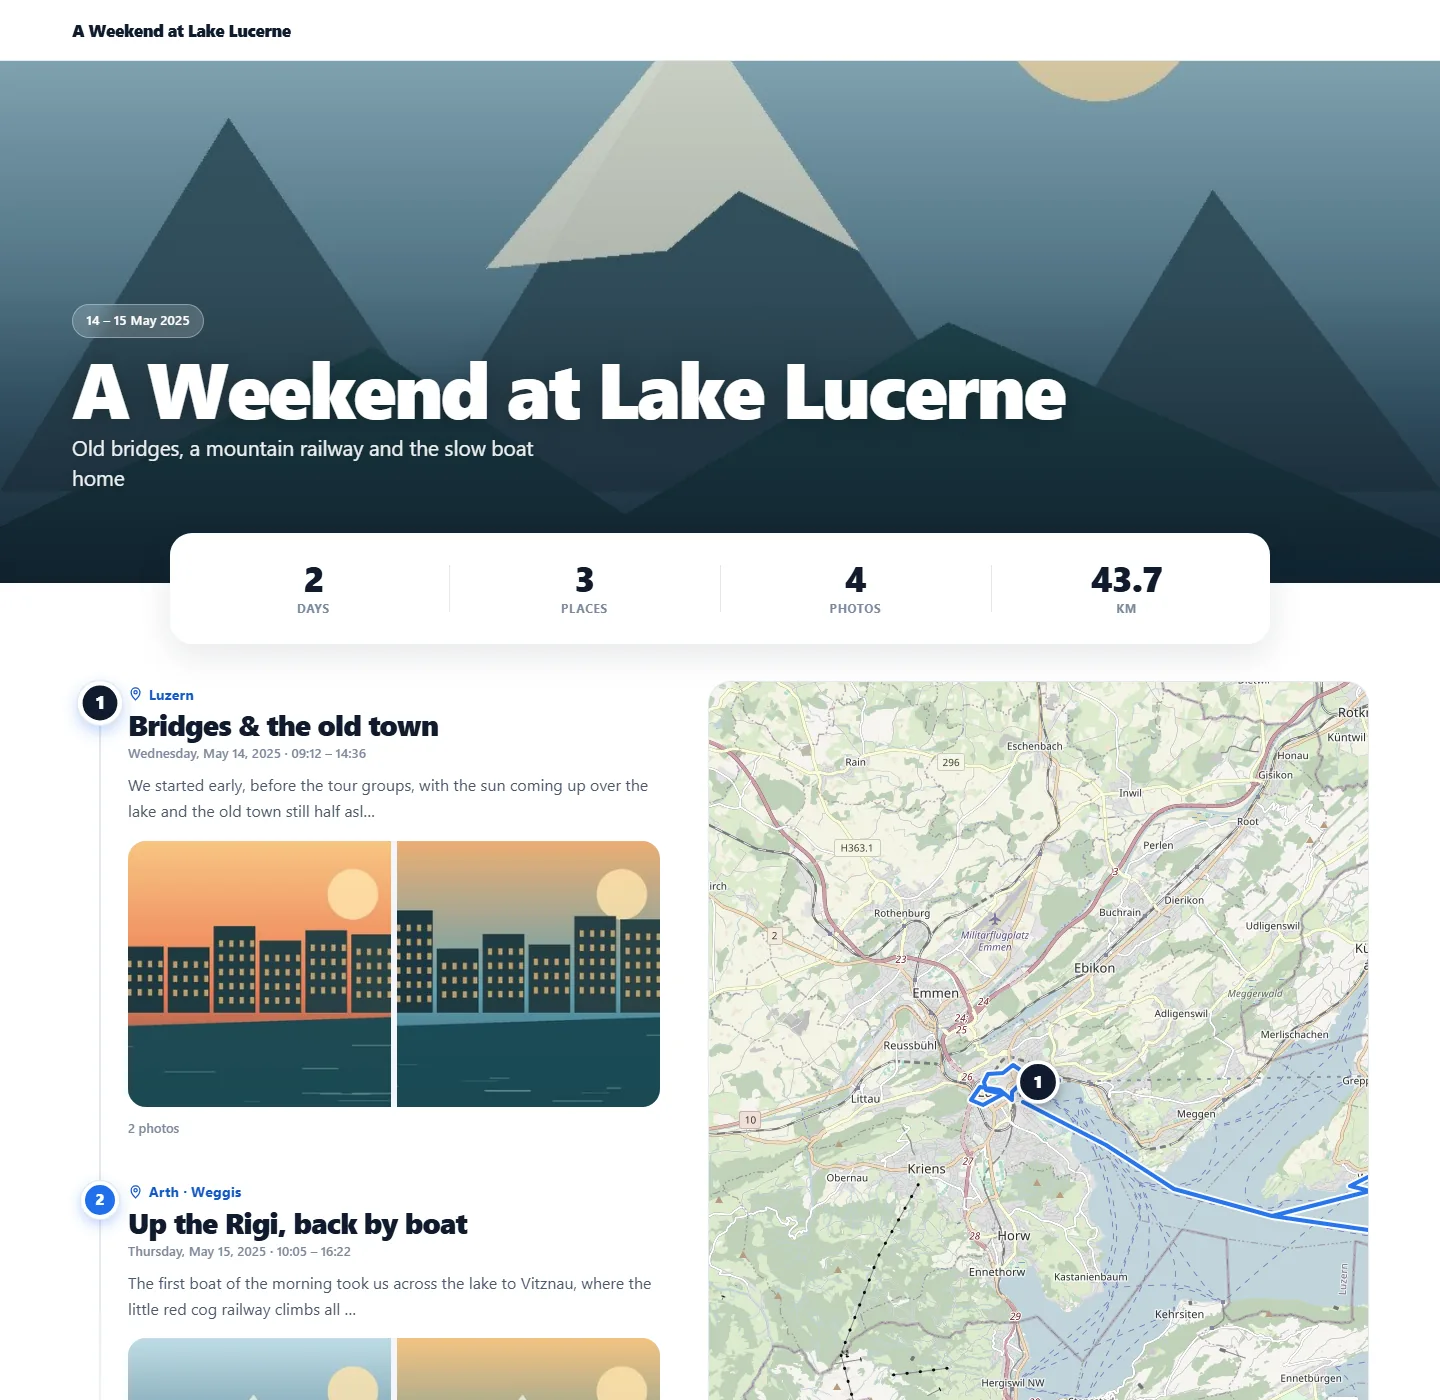 A Weekend at Lake Lucerne
14 – 15 May 2025
A Weekend at Lake Lucerne
Old bridges, a mountain railway and the slow boat
home
2
DAYS
3
PLACES
4
PHOTOS
43.7
KM
1
Luzern
Bridges & the old town
Wednesday, May 14, 2025 · 09:12 – 14:36
We started early, before the tour groups, with the sun coming up over the
lake and the old town still half asl...
2 photos
2
Arth · Weggis
Up the Rigi, back by boat
Thursday, May 15, 2025 · 10:05 – 16:22
The first boat of the morning took us across the lake to Vitznau, where the
little red cog railway climbs all ...
Eschenbach
Rain
296
Honau
Küntwil
Gisikon
Inwil
Root
H363.1
Perlen
3
irch
Rothenburg
Buchrain
Dierikon
Udligenswil
2
Militärflugplatz
Emmen
23
Ebikon
Emmen
24
Meggerwald
Adligenswil
24
25
Merlischachen
Reussbühl
26
1
Littau
Meggen
10
Kriens
27
Obernau
28
Horw
Ennethorw
Kastanienbaum
Luzern
29
Kehrsiten
Hergiswil NW
Ennetbürgen